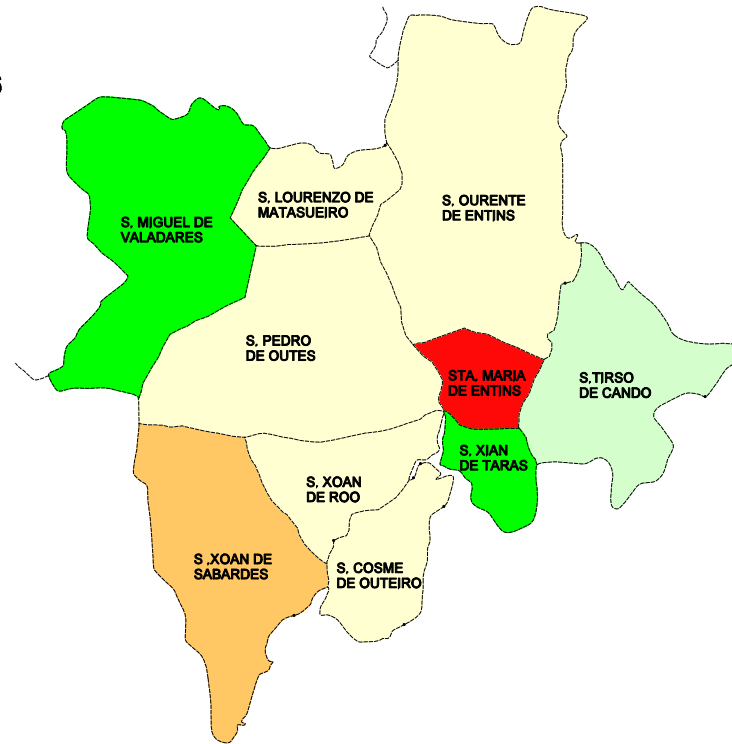 S
S, LOURENZO DE
MATASUEIRO
S, OURENTE
DE ENTINS
S, MIGUEL DE
VALADARES
S, PEDRO
DE OUTES
STA, MARIA
DE ENTINS
S,TIRSO
DE CANDO
S, XIAN
DE TARAS
S, XOAN
DE ROO
S ,XOAN DE
SABARDES
S, COSME
DE OUTEIRO